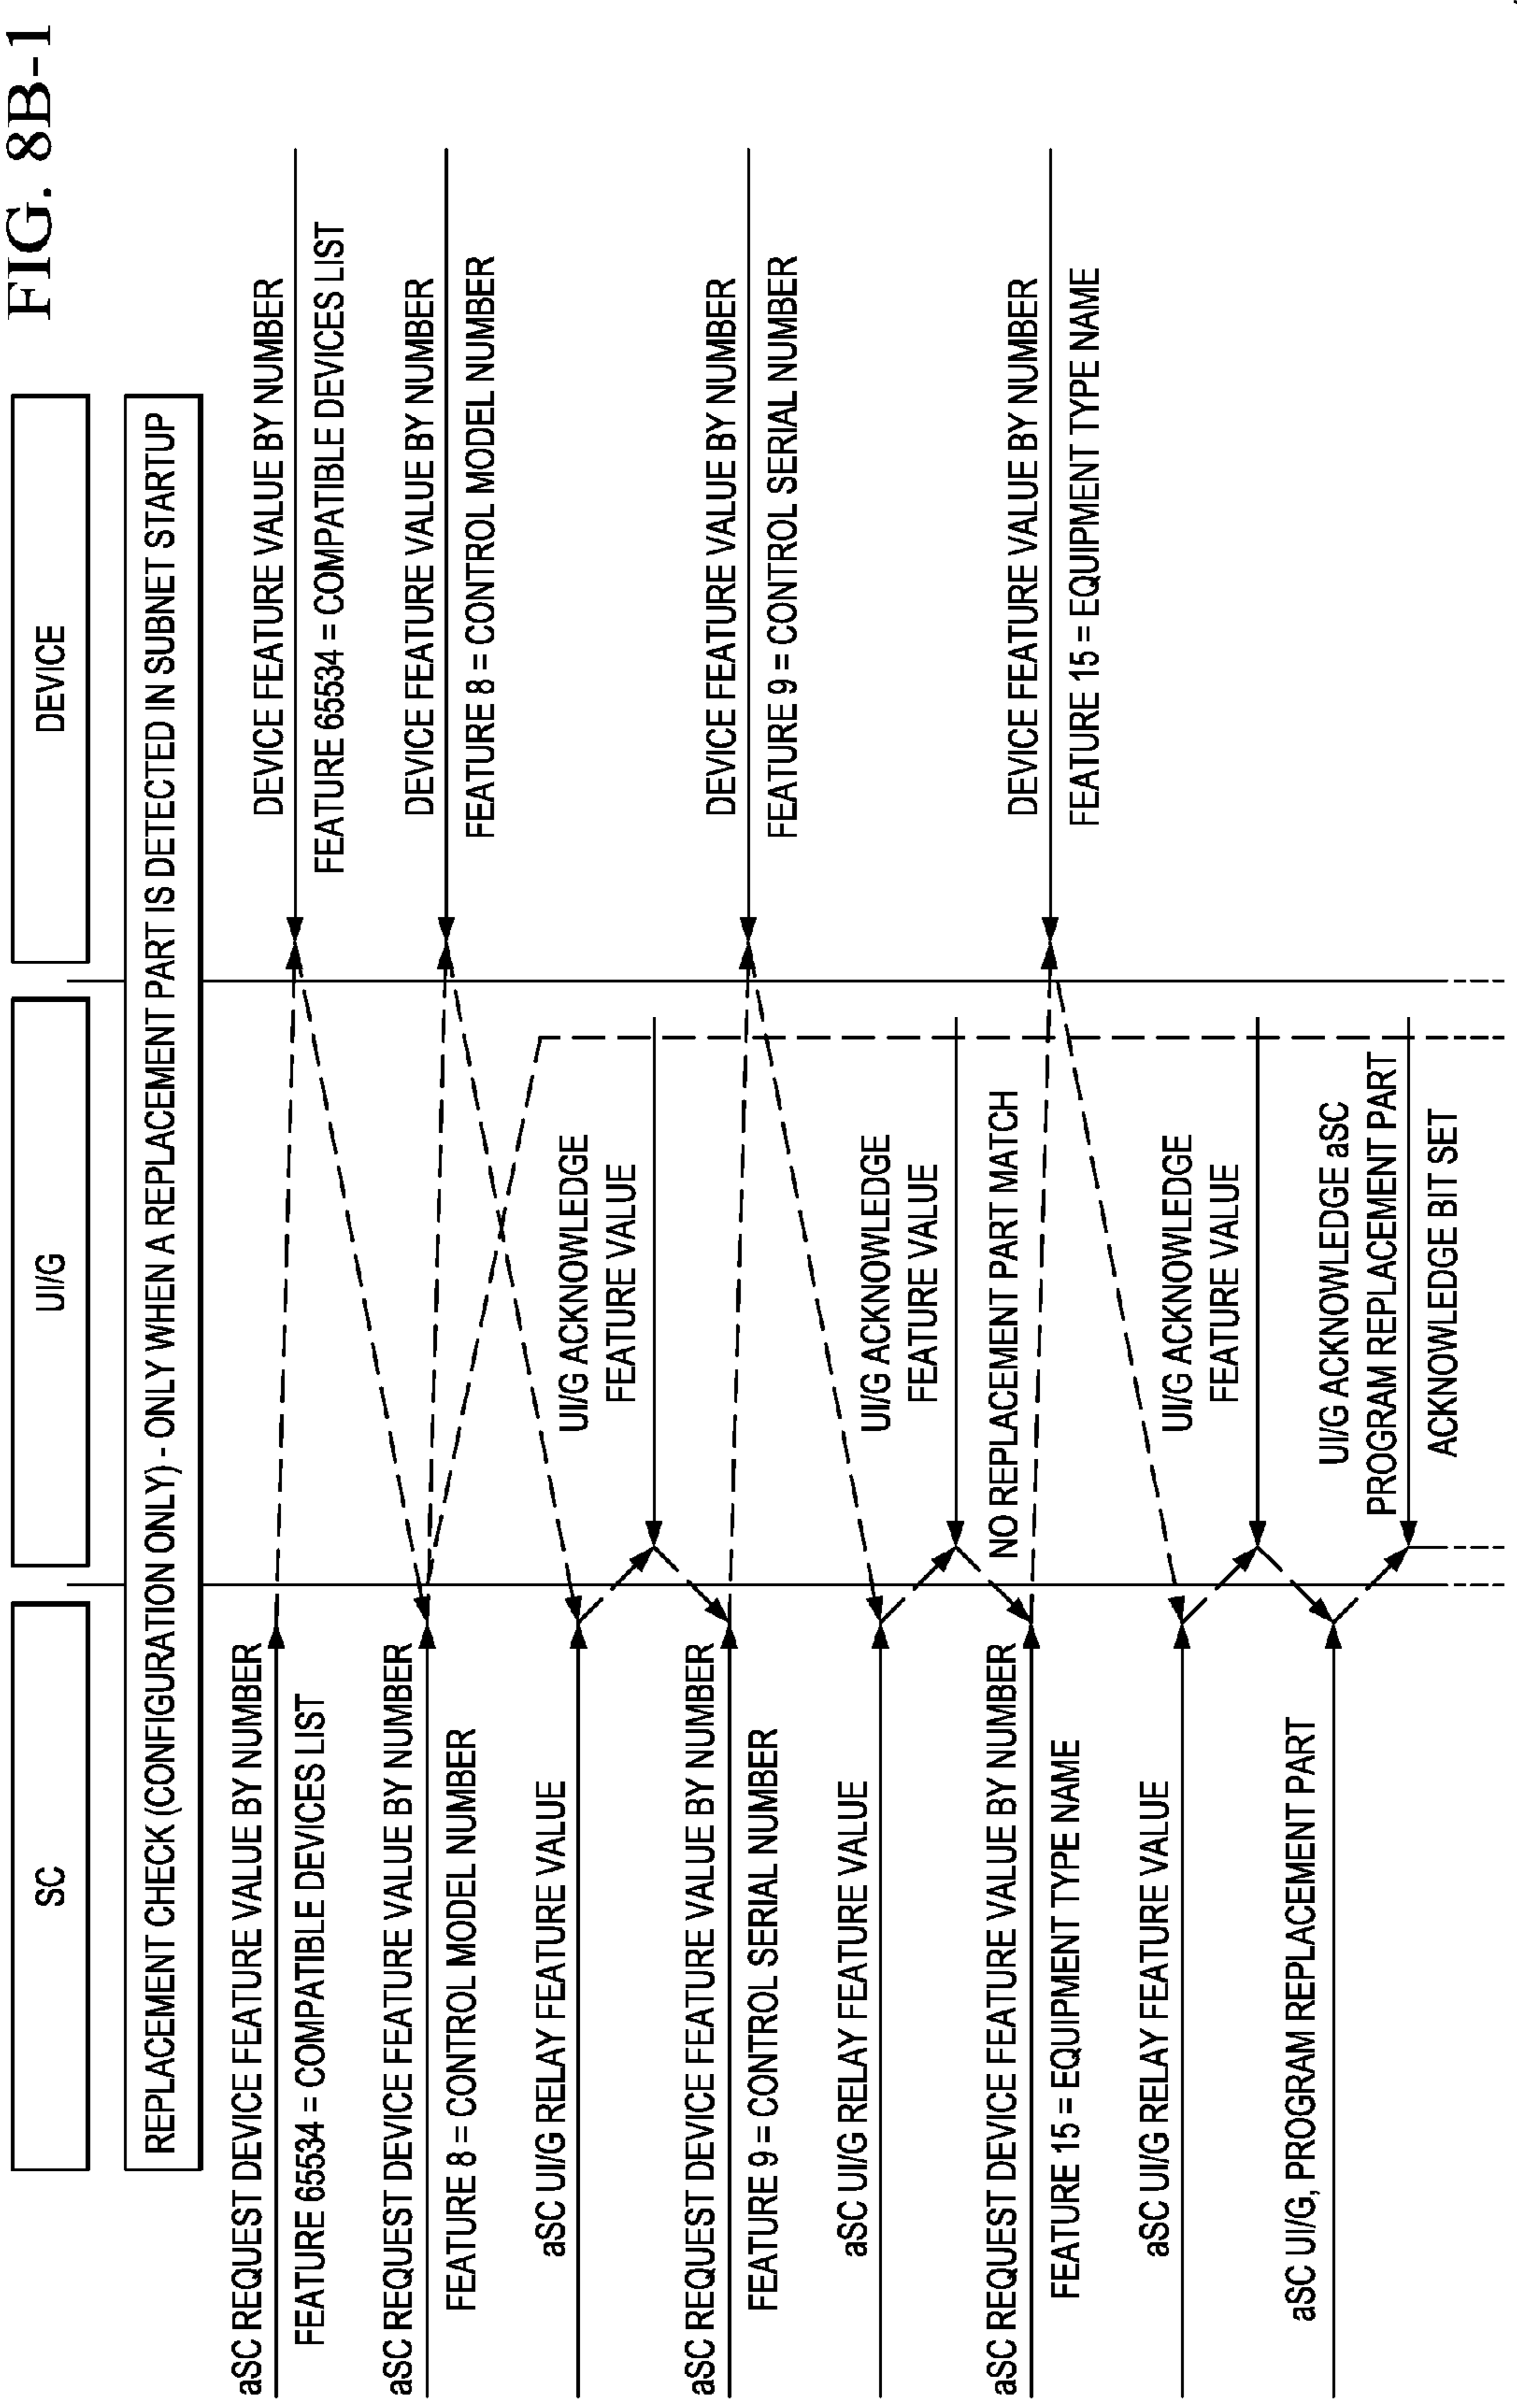 FIG. 8B-1
SC
UI/G
DEVICE
REPLACEMENT CHECK (CONFIGURATION ONLY) - ONLY WHEN A REPLACEMENT PART IS DETECTED IN SUBNET STARTUP
aSC REQUEST DEVICE FEATURE VALUE BY NUMBER
FEATURE 65534 = COMPATIBLE DEVICES LIST
DEVICE FEATURE VALUE BY NUMBER
FEATURE 65534 = COMPATIBLE DEVICES LIST
aSC REQUEST DEVICE FEATURE VALUE BY NUMBER
FEATURE 8 = CONTROL MODEL NUMBER
DEVICE FEATURE VALUE BY NUMBER
FEATURE 8 = CONTROL MODEL NUMBER
aSC UI/G RELAY FEATURE VALUE
UI/G ACKNOWLEDGE
FEATURE VALUE
aSC REQUEST DEVICE FEATURE VALUE BY NUMBER
FEATURE 9 = CONTROL SERIAL NUMBER
DEVICE FEATURE VALUE BY NUMBER
FEATURE 9 = CONTROL SERIAL NUMBER
aSC UI/G RELAY FEATURE VALUE
UI/G ACKNOWLEDGE
FEATURE VALUE
NO REPLACEMENT PART MATCH
aSC REQUEST DEVICE FEATURE VALUE BY NUMBER
FEATURE 15 = EQUIPMENT TYPE NAME
DEVICE FEATURE VALUE BY NUMBER
FEATURE 15 = EQUIPMENT TYPE NAME
aSC UI/G RELAY FEATURE VALUE
UI/G ACKNOWLEDGE
FEATURE VALUE
aSC UI/G, PROGRAM REPLACEMENT PART
UI/G ACKNOWLEDGE aSC
PROGRAM REPLACEMENT PART
ACKNOWLEDGE BIT SET